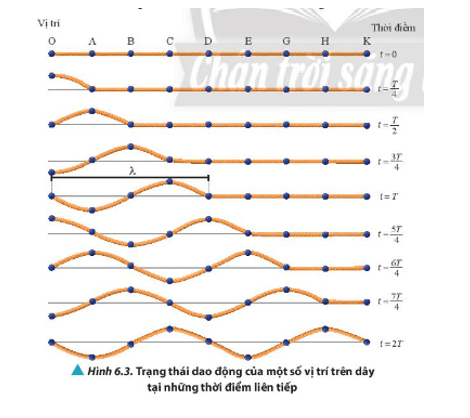 Vị trí
Thời điểm
O A B C D E G H K
t = 0
Chân trời sáng
t = T/4
t = T/2
t = 3T/4
λ
t = T
t = 5T/4
t = 6T/4
t = 7T/4
t = 2T
▲ Hình 6.3. Trạng thái dao động của một số vị trí trên dây
tại những thời điểm liên tiếp